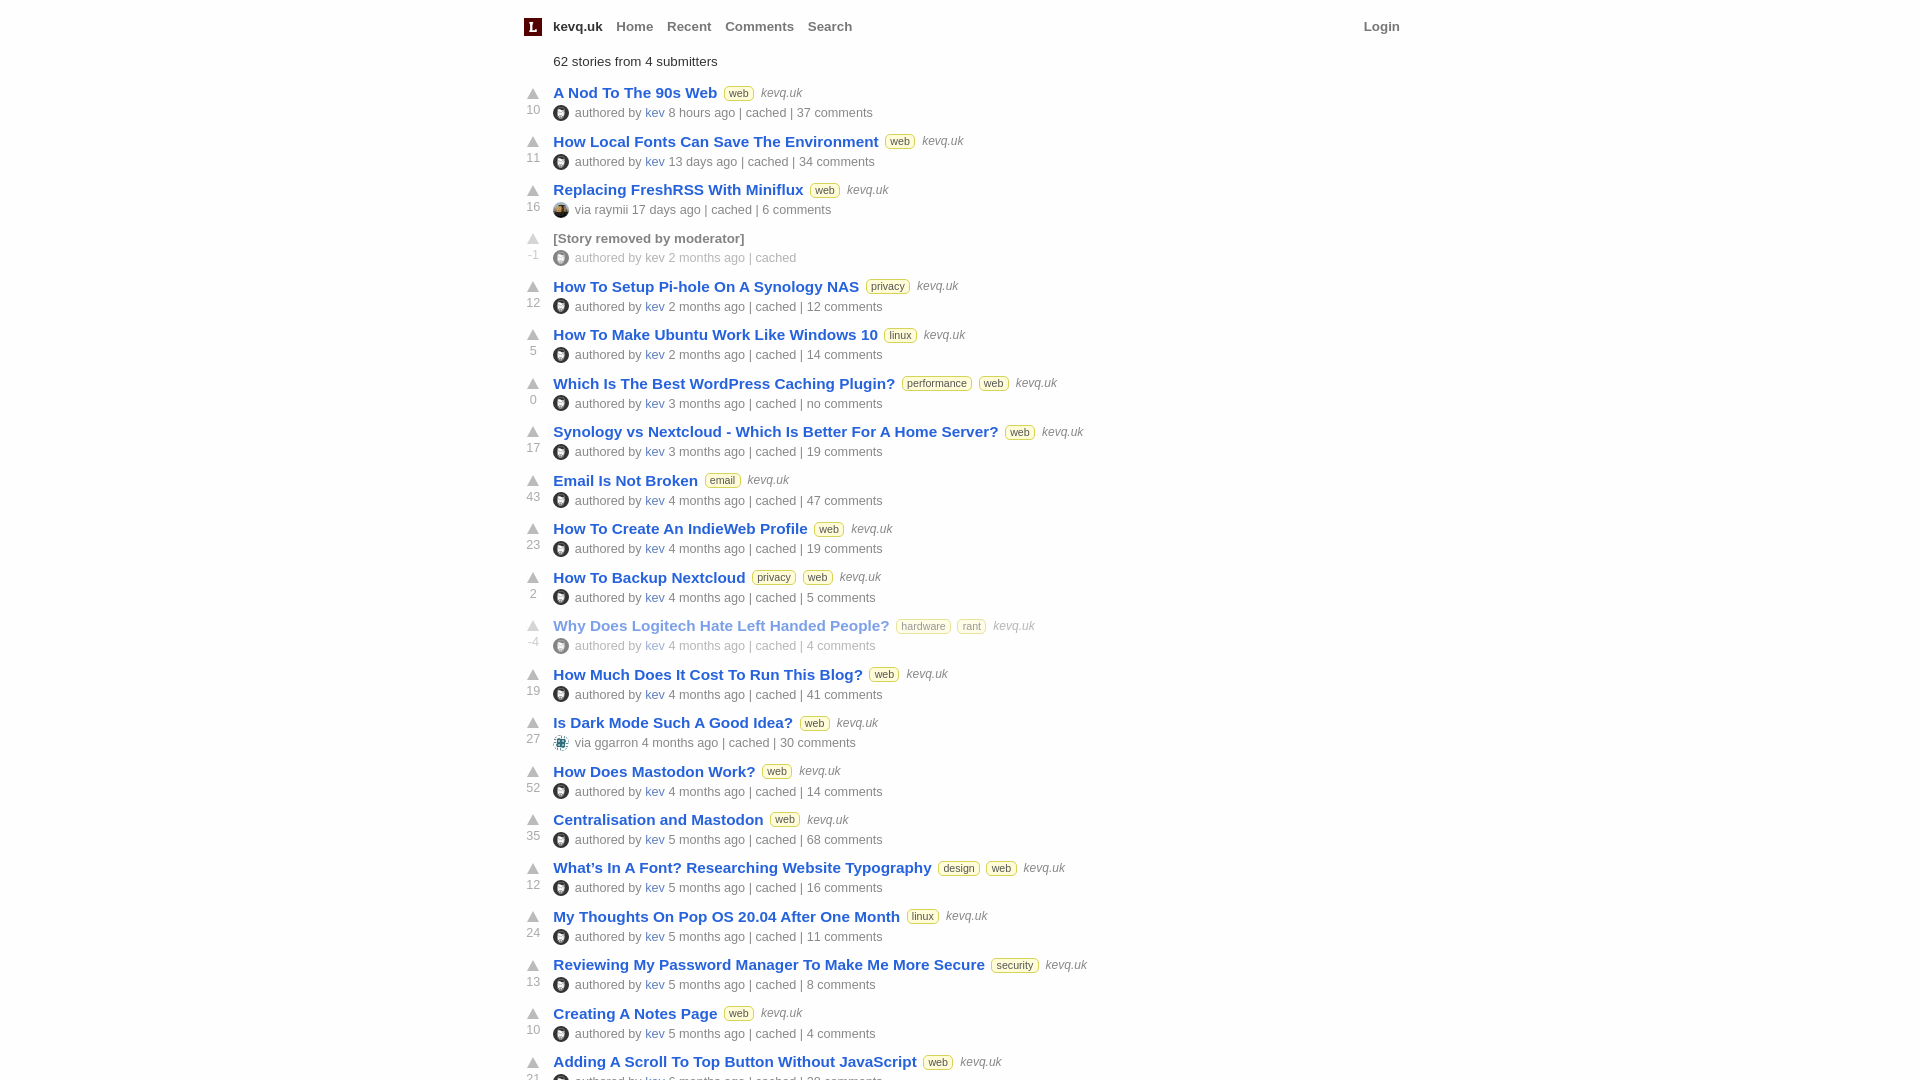 L kevq.uk Home Recent Comments Search Login
62 stories from 4 submitters
A Nod To The 90s Web web kevq.uk
10 authored by kev 8 hours ago | cached | 37 comments
How Local Fonts Can Save The Environment web kevq.uk
11 authored by kev 13 days ago | cached | 34 comments
Replacing FreshRSS With Miniflux web kevq.uk
16 via raymii 17 days ago | cached | 6 comments
[Story removed by moderator]
-1 authored by kev 2 months ago | cached
How To Setup Pi-hole On A Synology NAS privacy kevq.uk
12 authored by kev 2 months ago | cached | 12 comments
How To Make Ubuntu Work Like Windows 10 linux kevq.uk
5 authored by kev 2 months ago | cached | 14 comments
Which Is The Best WordPress Caching Plugin? performance web kevq.uk
0 authored by kev 3 months ago | cached | no comments
Synology vs Nextcloud - Which Is Better For A Home Server? web kevq.uk
17 authored by kev 3 months ago | cached | 19 comments
Email Is Not Broken email kevq.uk
43 authored by kev 4 months ago | cached | 47 comments
How To Create An IndieWeb Profile web kevq.uk
23 authored by kev 4 months ago | cached | 19 comments
How To Backup Nextcloud privacy web kevq.uk
2 authored by kev 4 months ago | cached | 5 comments
Why Does Logitech Hate Left Handed People? hardware rant kevq.uk
-4 authored by kev 4 months ago | cached | 4 comments
How Much Does It Cost To Run This Blog? web kevq.uk
19 authored by kev 4 months ago | cached | 41 comments
Is Dark Mode Such A Good Idea? web kevq.uk
27 via ggarron 4 months ago | cached | 30 comments
How Does Mastodon Work? web kevq.uk
52 authored by kev 4 months ago | cached | 14 comments
Centralisation and Mastodon web kevq.uk
35 authored by kev 5 months ago | cached | 68 comments
What’s In A Font? Researching Website Typography design web kevq.uk
12 authored by kev 5 months ago | cached | 16 comments
My Thoughts On Pop OS 20.04 After One Month linux kevq.uk
24 authored by kev 5 months ago | cached | 11 comments
Reviewing My Password Manager To Make Me More Secure security kevq.uk
13 authored by kev 5 months ago | cached | 8 comments
Creating A Notes Page web kevq.uk
10 authored by kev 5 months ago | cached | 4 comments
Adding A Scroll To Top Button Without JavaScript web kevq.uk
21 authored by kev 6 months ago | cached | 28 comments